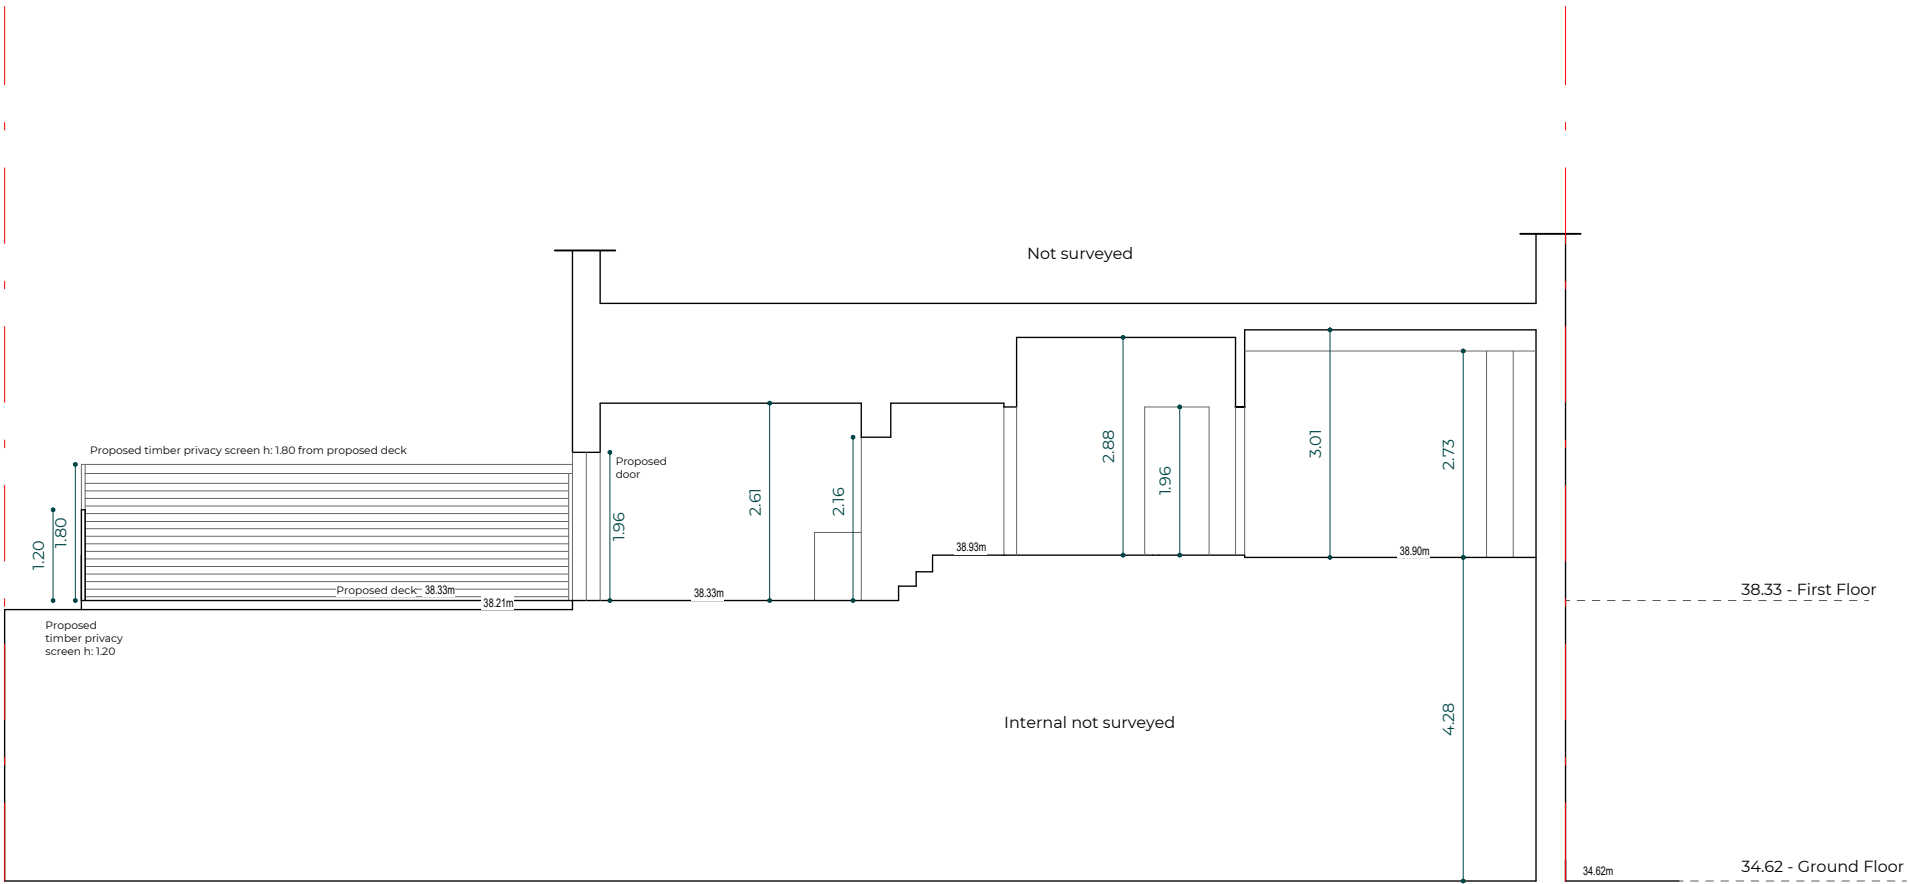 Not surveyed
Proposed timber privacy screen h: 1.80 from proposed deck
Proposed
door
1.20
1.80
1.96
2.61
2.16
2.88
1.96
3.01
2.73
38.93m
38.90m
Proposed deck 38.33m
38.21m
38.33m
38.33 - First Floor
Proposed
timber privacy
screen h: 1.20
Internal not surveyed
4.28
34.62m
34.62 - Ground Floor